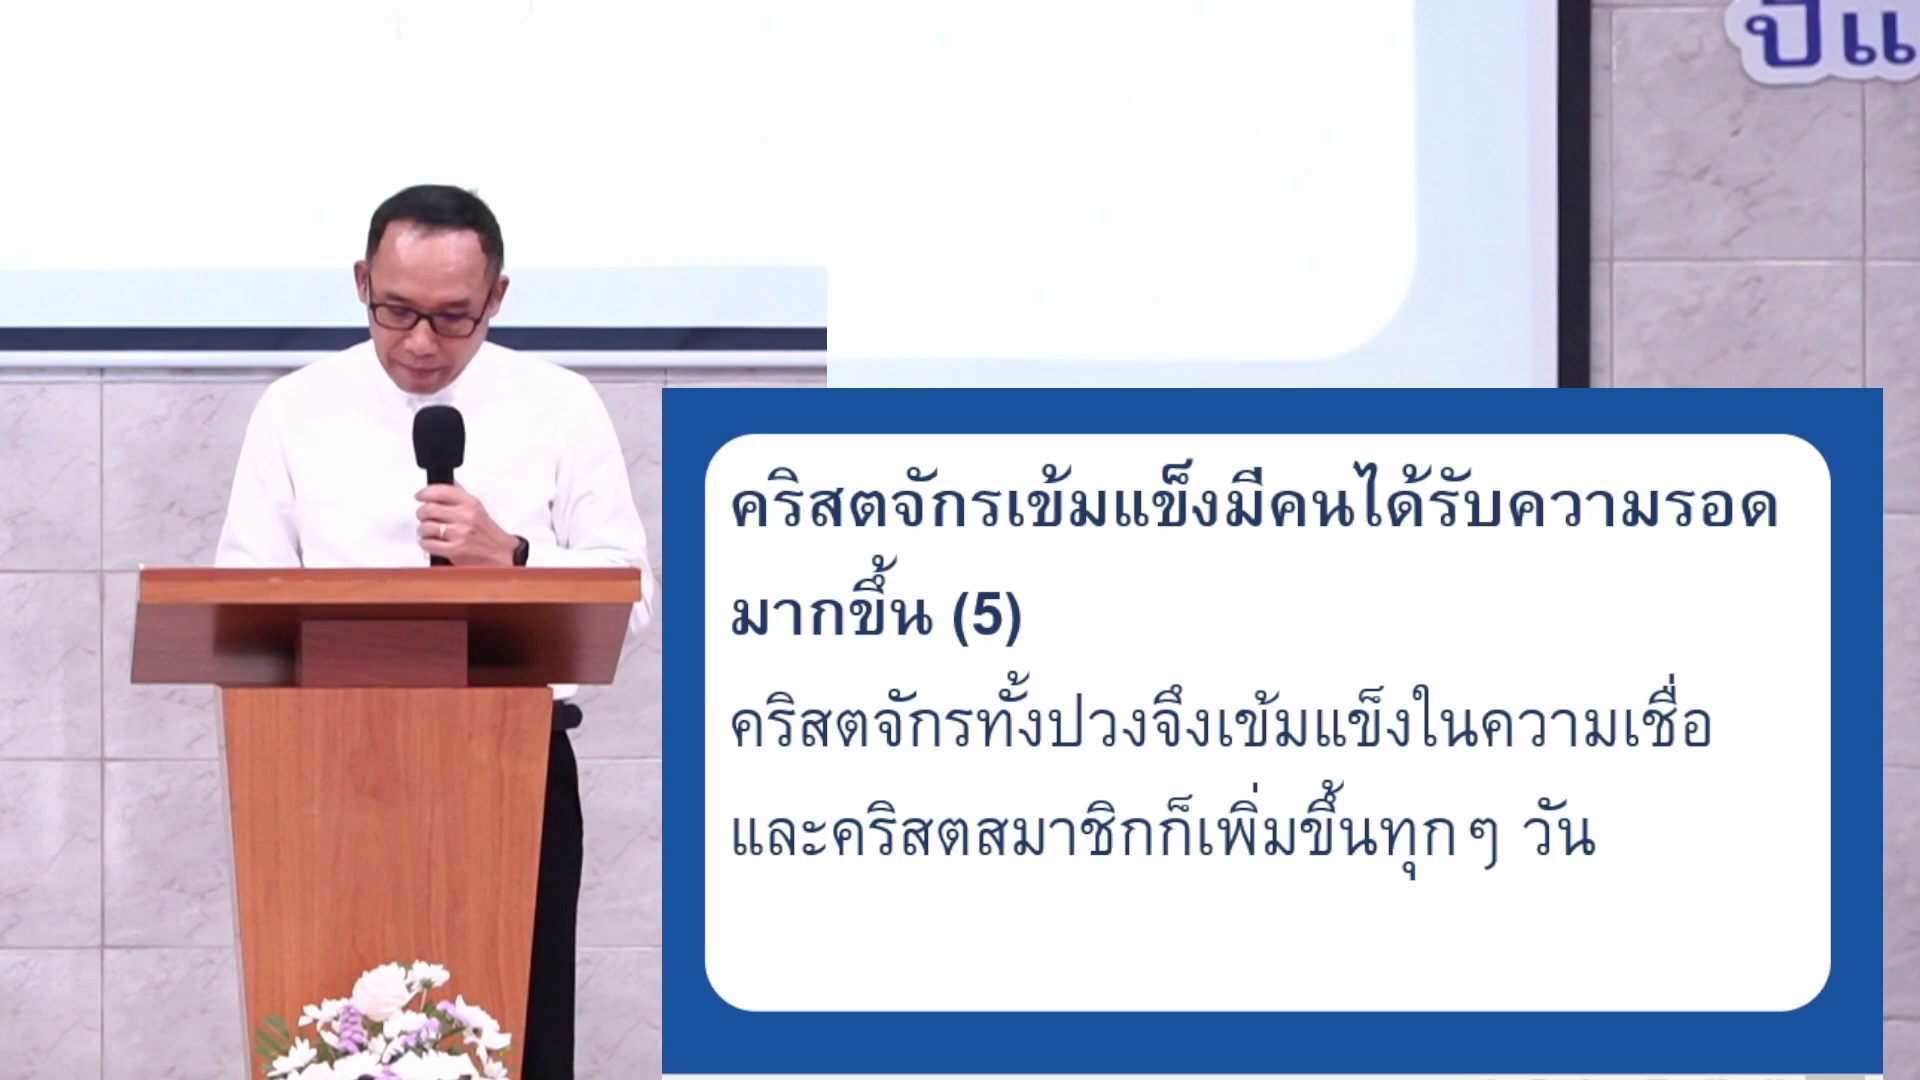 ปีแ
คริสตจักรเข้มแข็งมีคนได้รับความรอด
มากขึ้น (5)
คริสตจักรทั้งปวงจึงเข้มแข็งในความเชื่อ
และคริสตสมาชิกก็เพิ่มขึ้นทุกๆ วัน